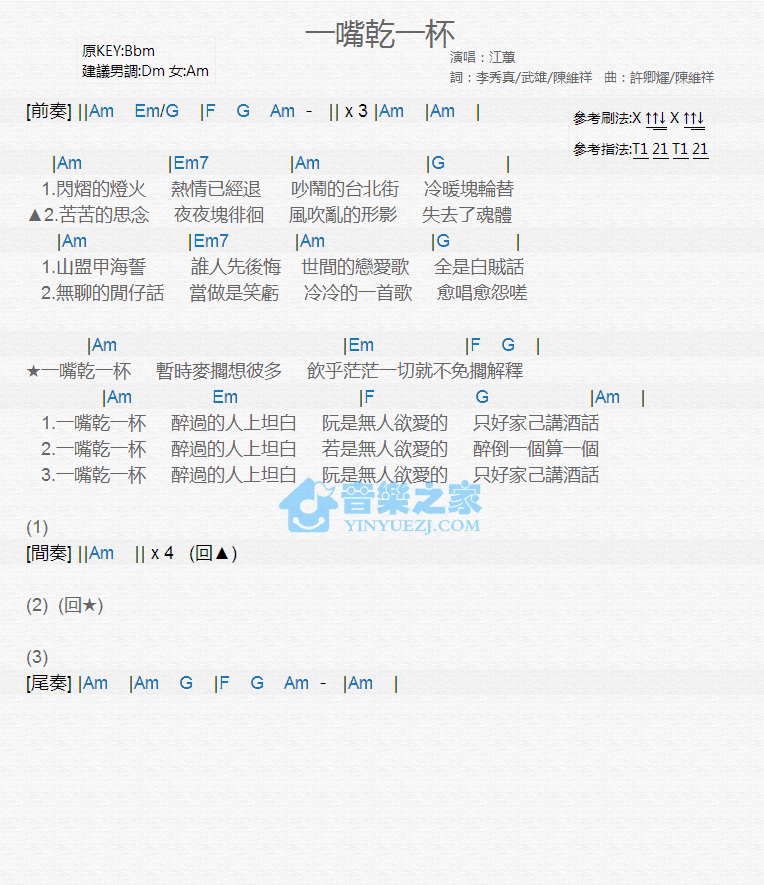 一嘴乾一杯
原KEY:Bbm
建議男調:Dm 女:Am
演唱：江蕙
詞：李秀真/武雄/陳維祥 曲：許卿燿/陳維祥
[前奏] ||Am Em/G |F G Am - || x 3 |Am |Am |
參考刷法:X ↑↑↓ X ↑↑↓
參考指法:T1 21 T1 21
|Am |Em7 |Am |G |
1.閃熠的燈火 熱情已經退 吵鬧的台北街 冷暖塊輪替
▲2.苦苦的思念 夜夜塊徘徊 風吹亂的形影 失去了魂體
|Am |Em7 |Am |G |
1.山盟甲海誓 誰人先後悔 世間的戀愛歌 全是白賊話
2.無聊的閒仔話 當做是笑虧 冷冷的一首歌 愈唱愈怨嗟
|Am |Em |F G |
★一嘴乾一杯 暫時麥擱想彼多 飲乎茫茫一切就不免擱解釋
|Am Em |F G |Am |
1.一嘴乾一杯 醉過的人上坦白 阮是無人欲愛的 只好家己講酒話
2.一嘴乾一杯 醉過的人上坦白 若是無人欲愛的 醉倒一個算一個
3.一嘴乾一杯 醉過的人上坦白 阮是無人欲愛的 只好家己講酒話
音樂之家
YINYUEZJ.COM
(1)
[間奏] ||Am || x 4 (回▲)
(2) (回★)
(3)
[尾奏] |Am |Am G |F G Am - |Am |